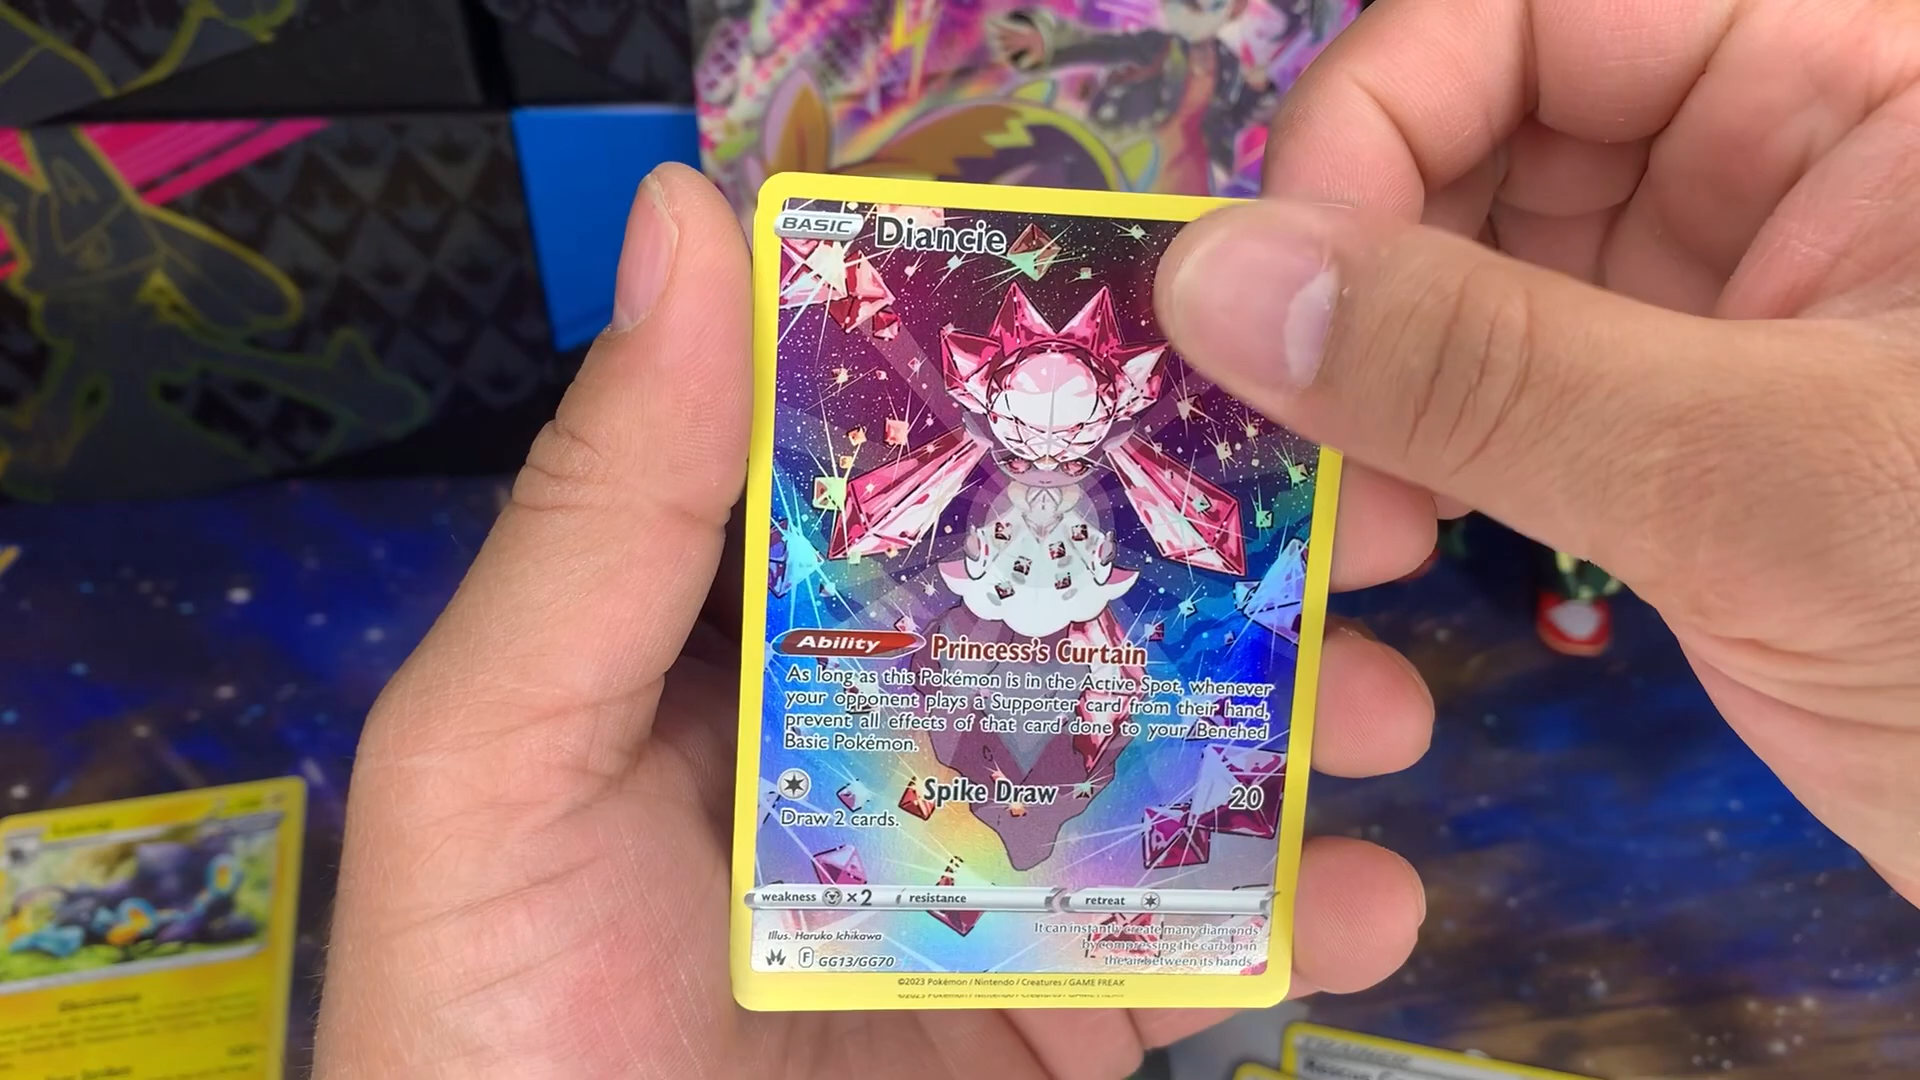 BASIC Diancie
Ability Princess's Curtain
As long as this Pokémon is in the Active Spot, whenever
your opponent plays a Supporter card from their hand,
prevent all effects of that card done to your Benched
Basic Pokémon.
Spike Draw 20
Draw 2 cards.
weakness ×2 resistance retreat
Illus. Haruko Ichikawa
F GG13/GG70
It can instantly create many diamonds
by compressing the carbon in
the air between its hands.
©2023 Pokémon / Nintendo / Creatures / GAME FREAK